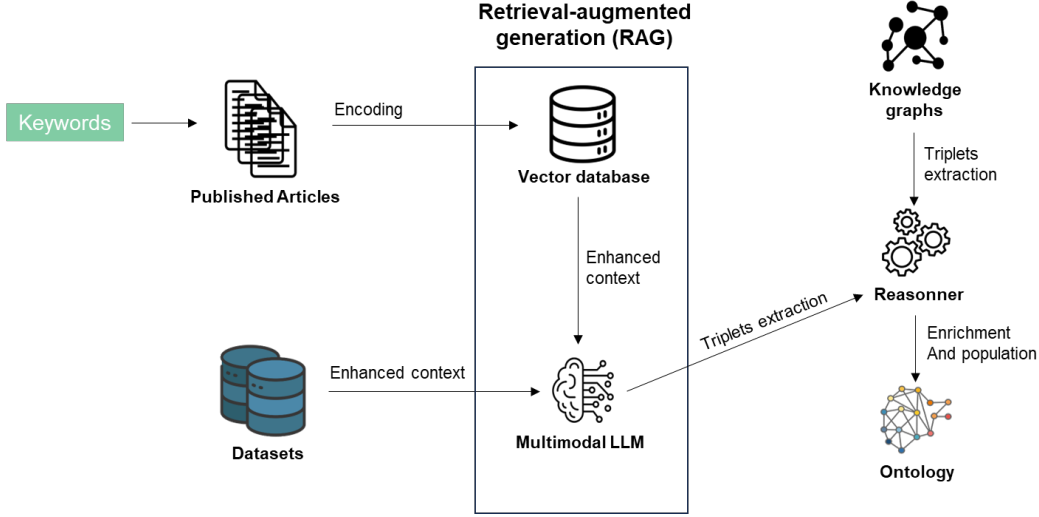 Retrieval-augmented
generation (RAG)
Keywords
Published Articles
Encoding
Vector database
Enhanced
context
Datasets
Enhanced context
Multimodal LLM
Triplets extraction
Knowledge
graphs
Triplets
extraction
Reasonner
Enrichment
And population
Ontology